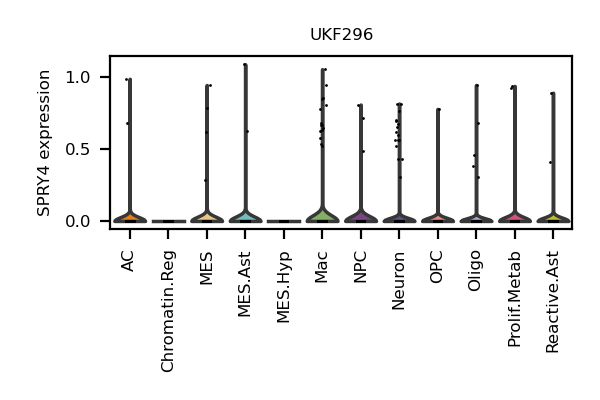 UKF296
SPRY4 expression
1.0
0.5
0.0
AC
Chromatin.Reg
MES
MES.Ast
MES.Hyp
Mac
NPC
Neuron
OPC
Oligo
Prolif.Metab
Reactive.Ast